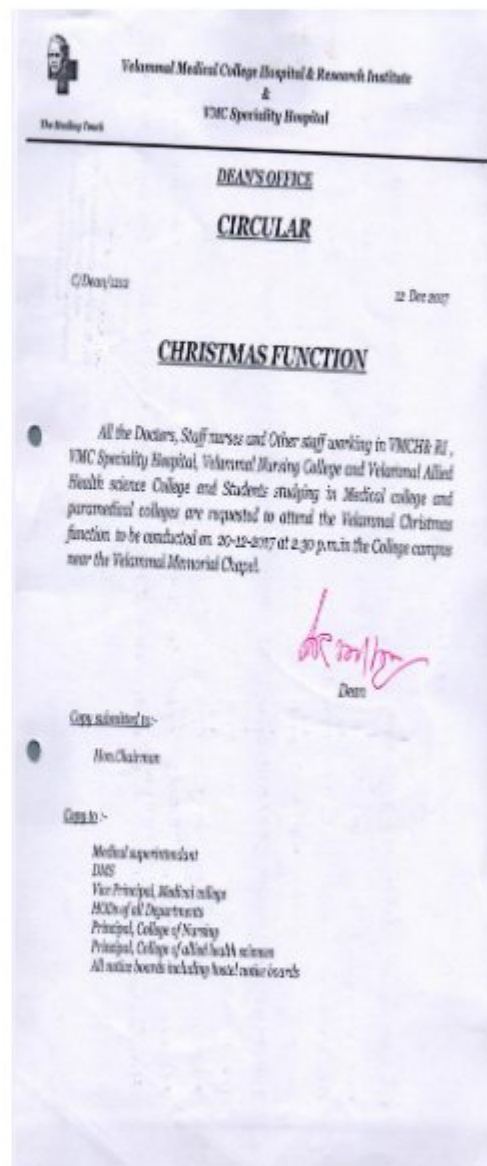 Velammal Medical College Hospital & Research Institute
&
VMC Speciality Hospital
The Healing Touch
DEAN'S OFFICE
CIRCULAR
C/Dean/1212
12 Dec 2017
CHRISTMAS FUNCTION
All the Doctors, Staff nurses and Other staff working in VMCH& RI ,
VMC Speciality Hospital, Velammal Nursing College and Velammal Allied
Health science College and Students studying in Medical college and
paramedical colleges are requested to attend the Velammal Christmas
function to be conducted on 20-12-2017 at 2.30 p.m.in the College campus
near the Velammal Memorial Chapel.
Dean
Copy submitted to:-
Hon.Chairman
Copy to :-
Medical superintendant
DMS
Vice Principal, Medical college
HODs of all Departments
Principal, College of Nursing
Principal, College of allied health sciences
All notice boards including hostel notice boards